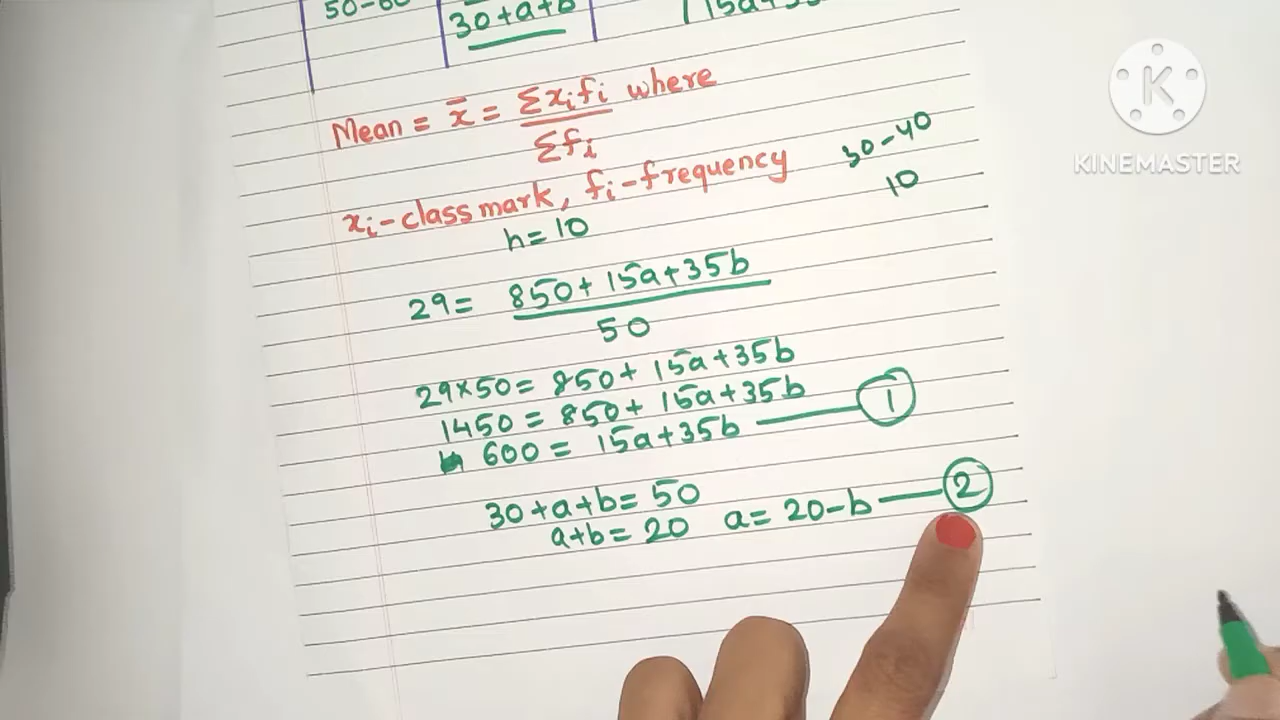 50-60
30+a+b
Mean = x̄ = Σxifi where
Σfi
xi-class mark, fi-frequency
30-40
10
h=10
29= 850+15a+35b
50
29×50= 850+ 15a+35b
1450 = 850+ 15a+35b
600 = 15a+35b 1
30+a+b= 50
a+b= 20 a= 20-b 2
K
KINEMASTER